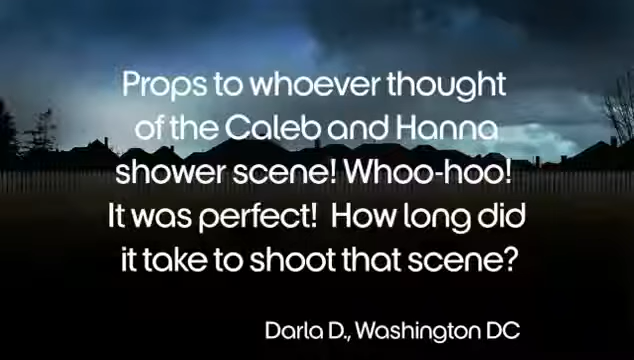 Props to whoever thought
of the Caleb and Hanna
shower scene! Whoo-hoo!
It was perfect! How long did
it take to shoot that scene?
Darla D., Washington DC